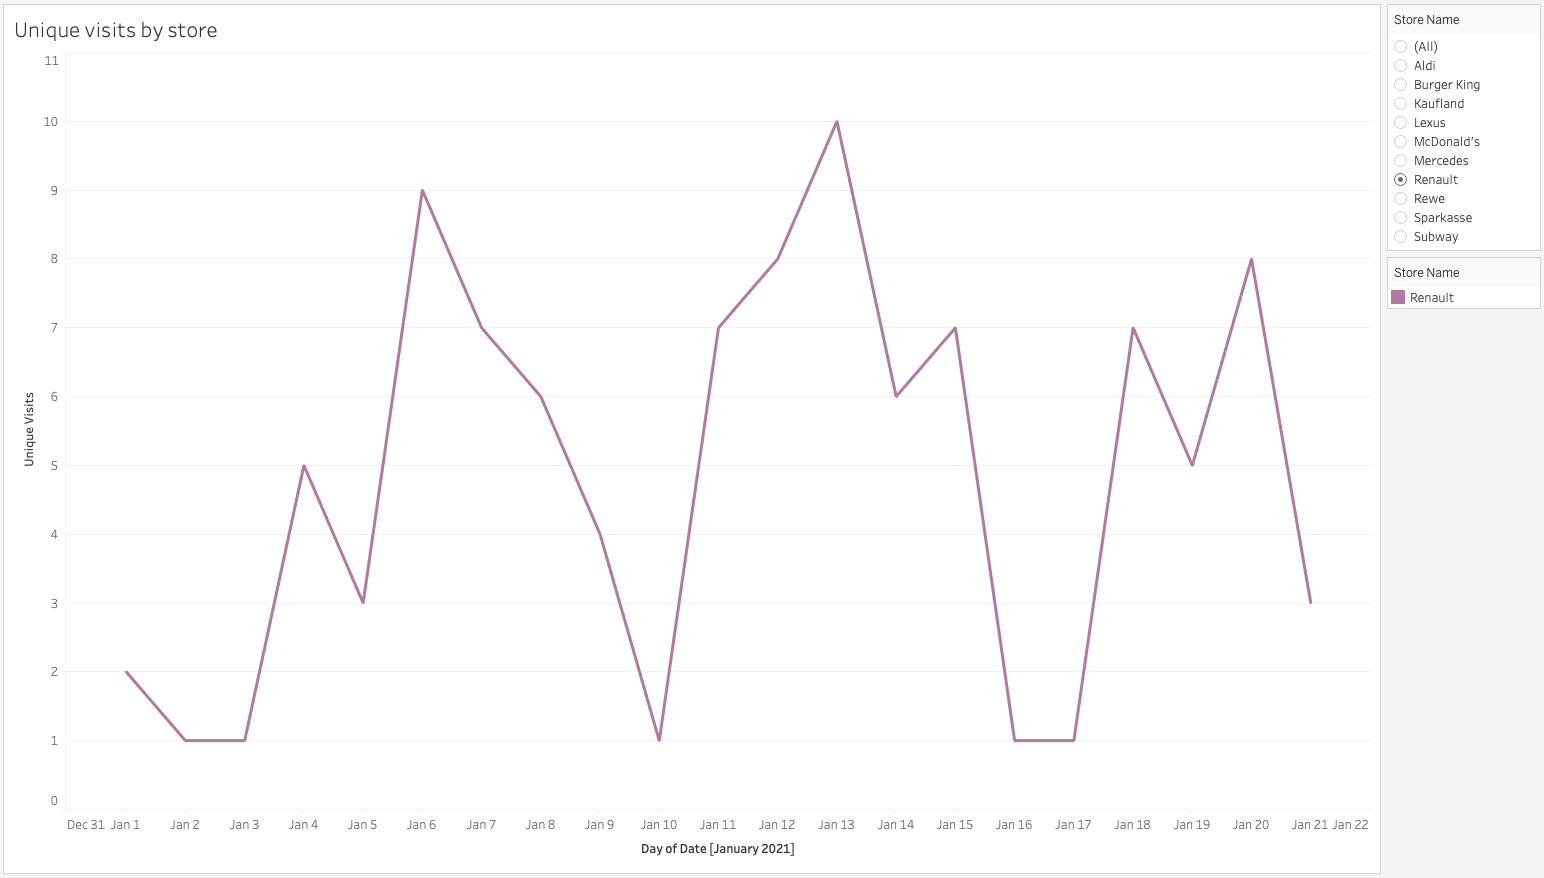 Unique visits by store
11
10
9
8
7
6
5
4
3
2
1
0
Unique Visits
Dec 31 Jan 1 Jan 2 Jan 3 Jan 4 Jan 5 Jan 6 Jan 7 Jan 8 Jan 9 Jan 10 Jan 11 Jan 12 Jan 13 Jan 14 Jan 15 Jan 16 Jan 17 Jan 18 Jan 19 Jan 20 Jan 21 Jan 22
Day of Date [January 2021]
Store Name
(All)
Aldi
Burger King
Kaufland
Lexus
McDonald's
Mercedes
Renault
Rewe
Sparkasse
Subway
Store Name
Renault